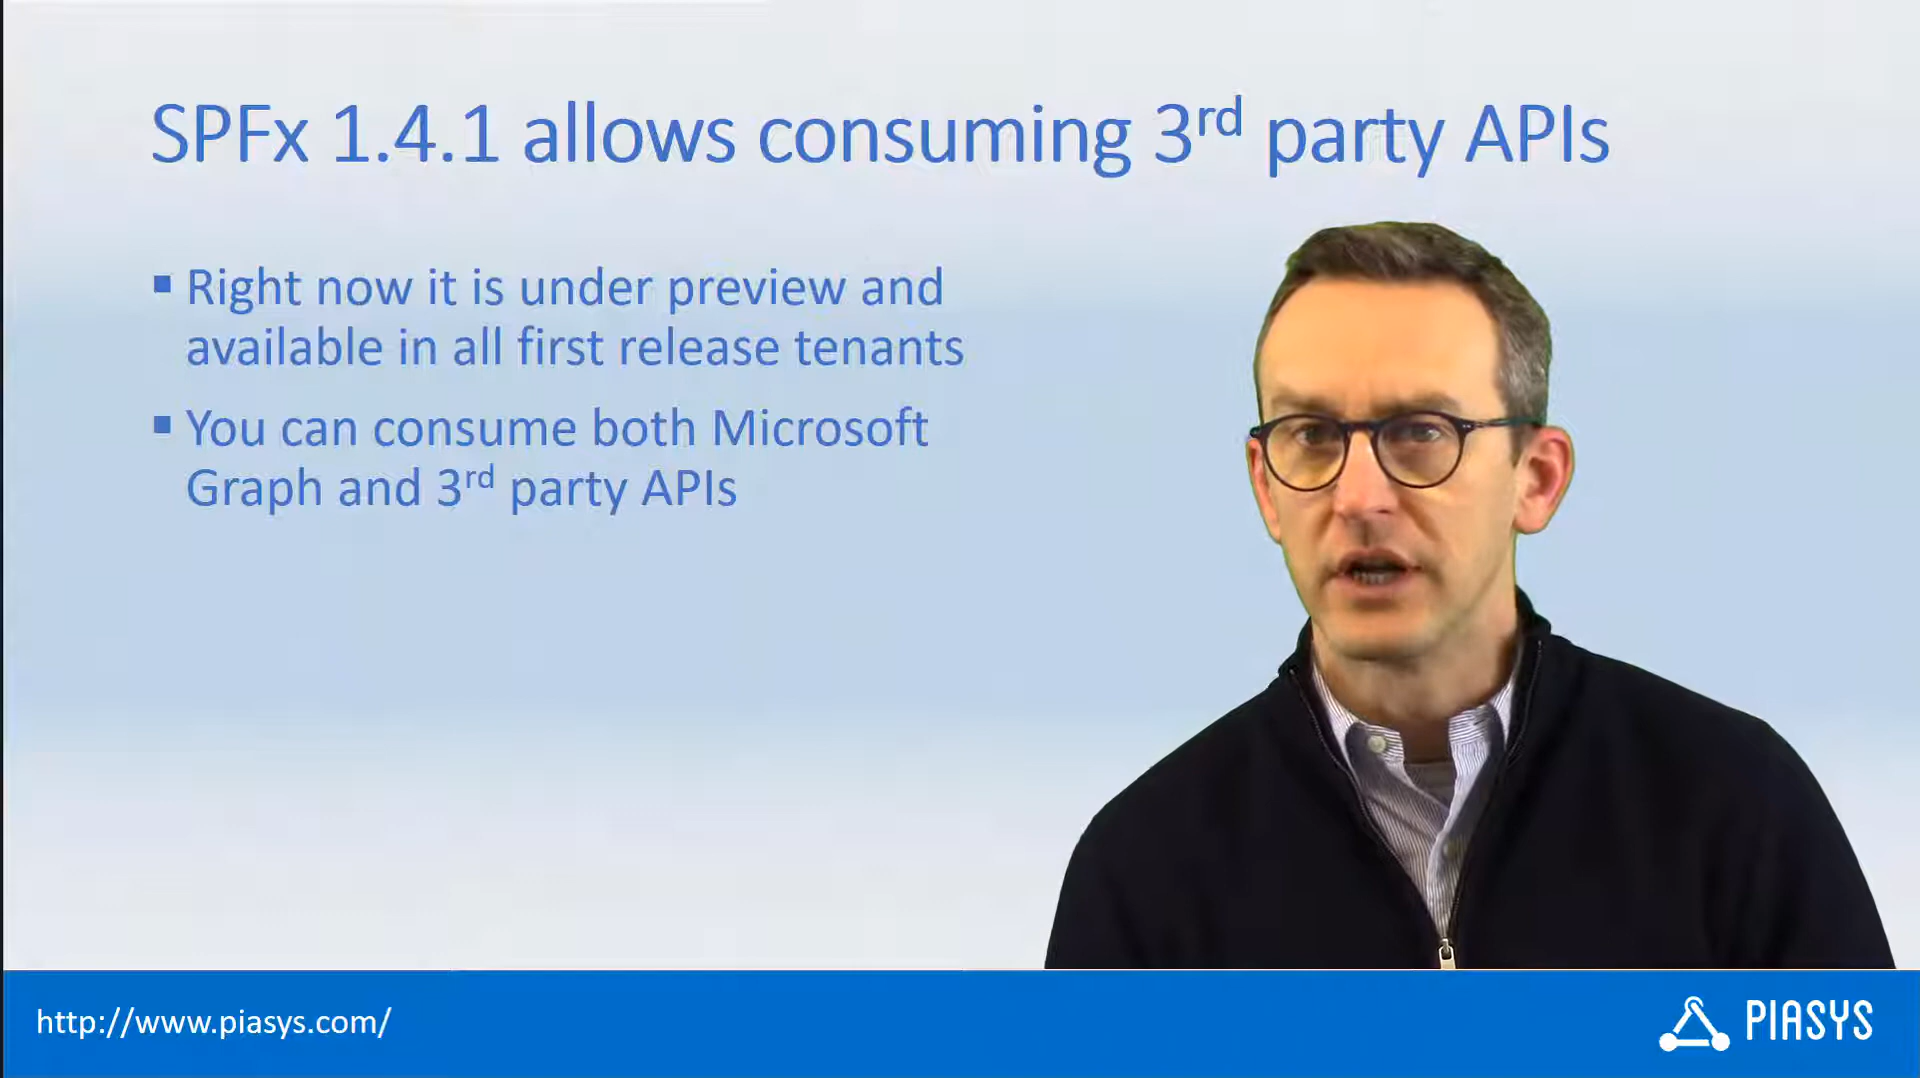 SPFx 1.4.1 allows consuming 3rd party APIs
▪ Right now it is under preview and
available in all first release tenants
▪ You can consume both Microsoft
Graph and 3rd party APIs
http://www.piasys.com/
PIASYS